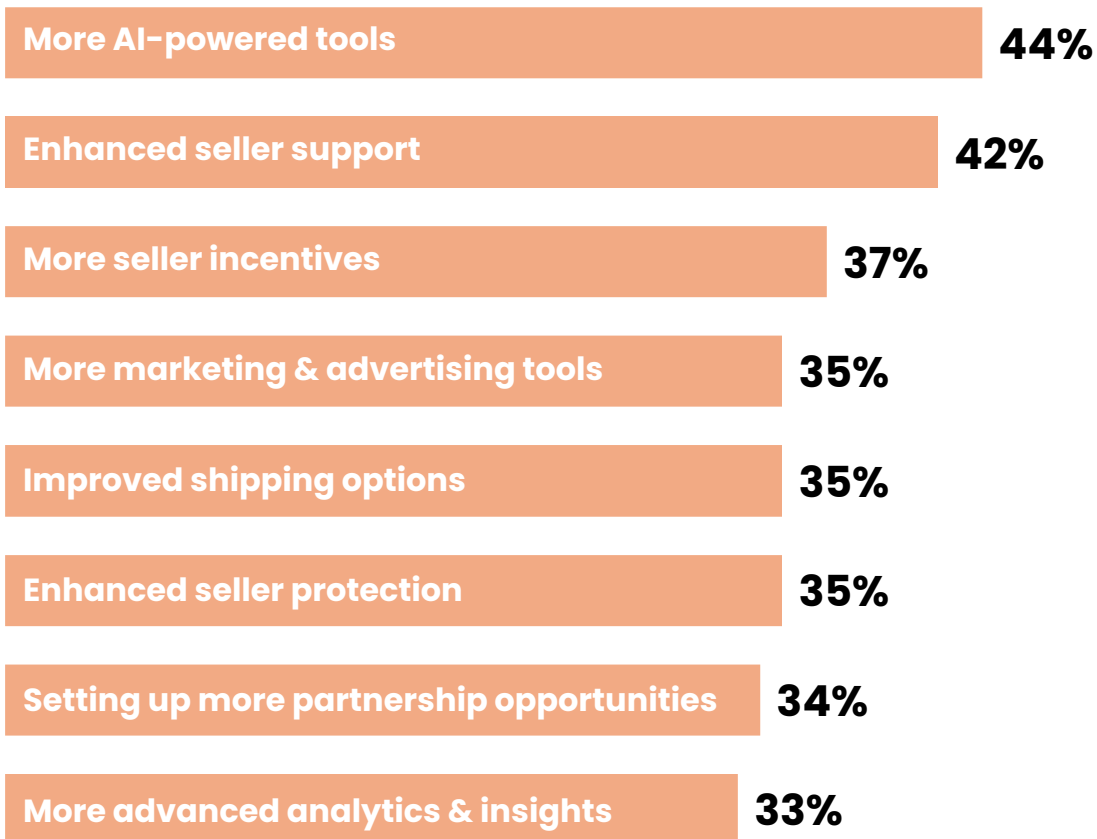 More AI-powered tools 44%
Enhanced seller support 42%
More seller incentives 37%
More marketing & advertising tools 35%
Improved shipping options 35%
Enhanced seller protection 35%
Setting up more partnership opportunities 34%
More advanced analytics & insights 33%